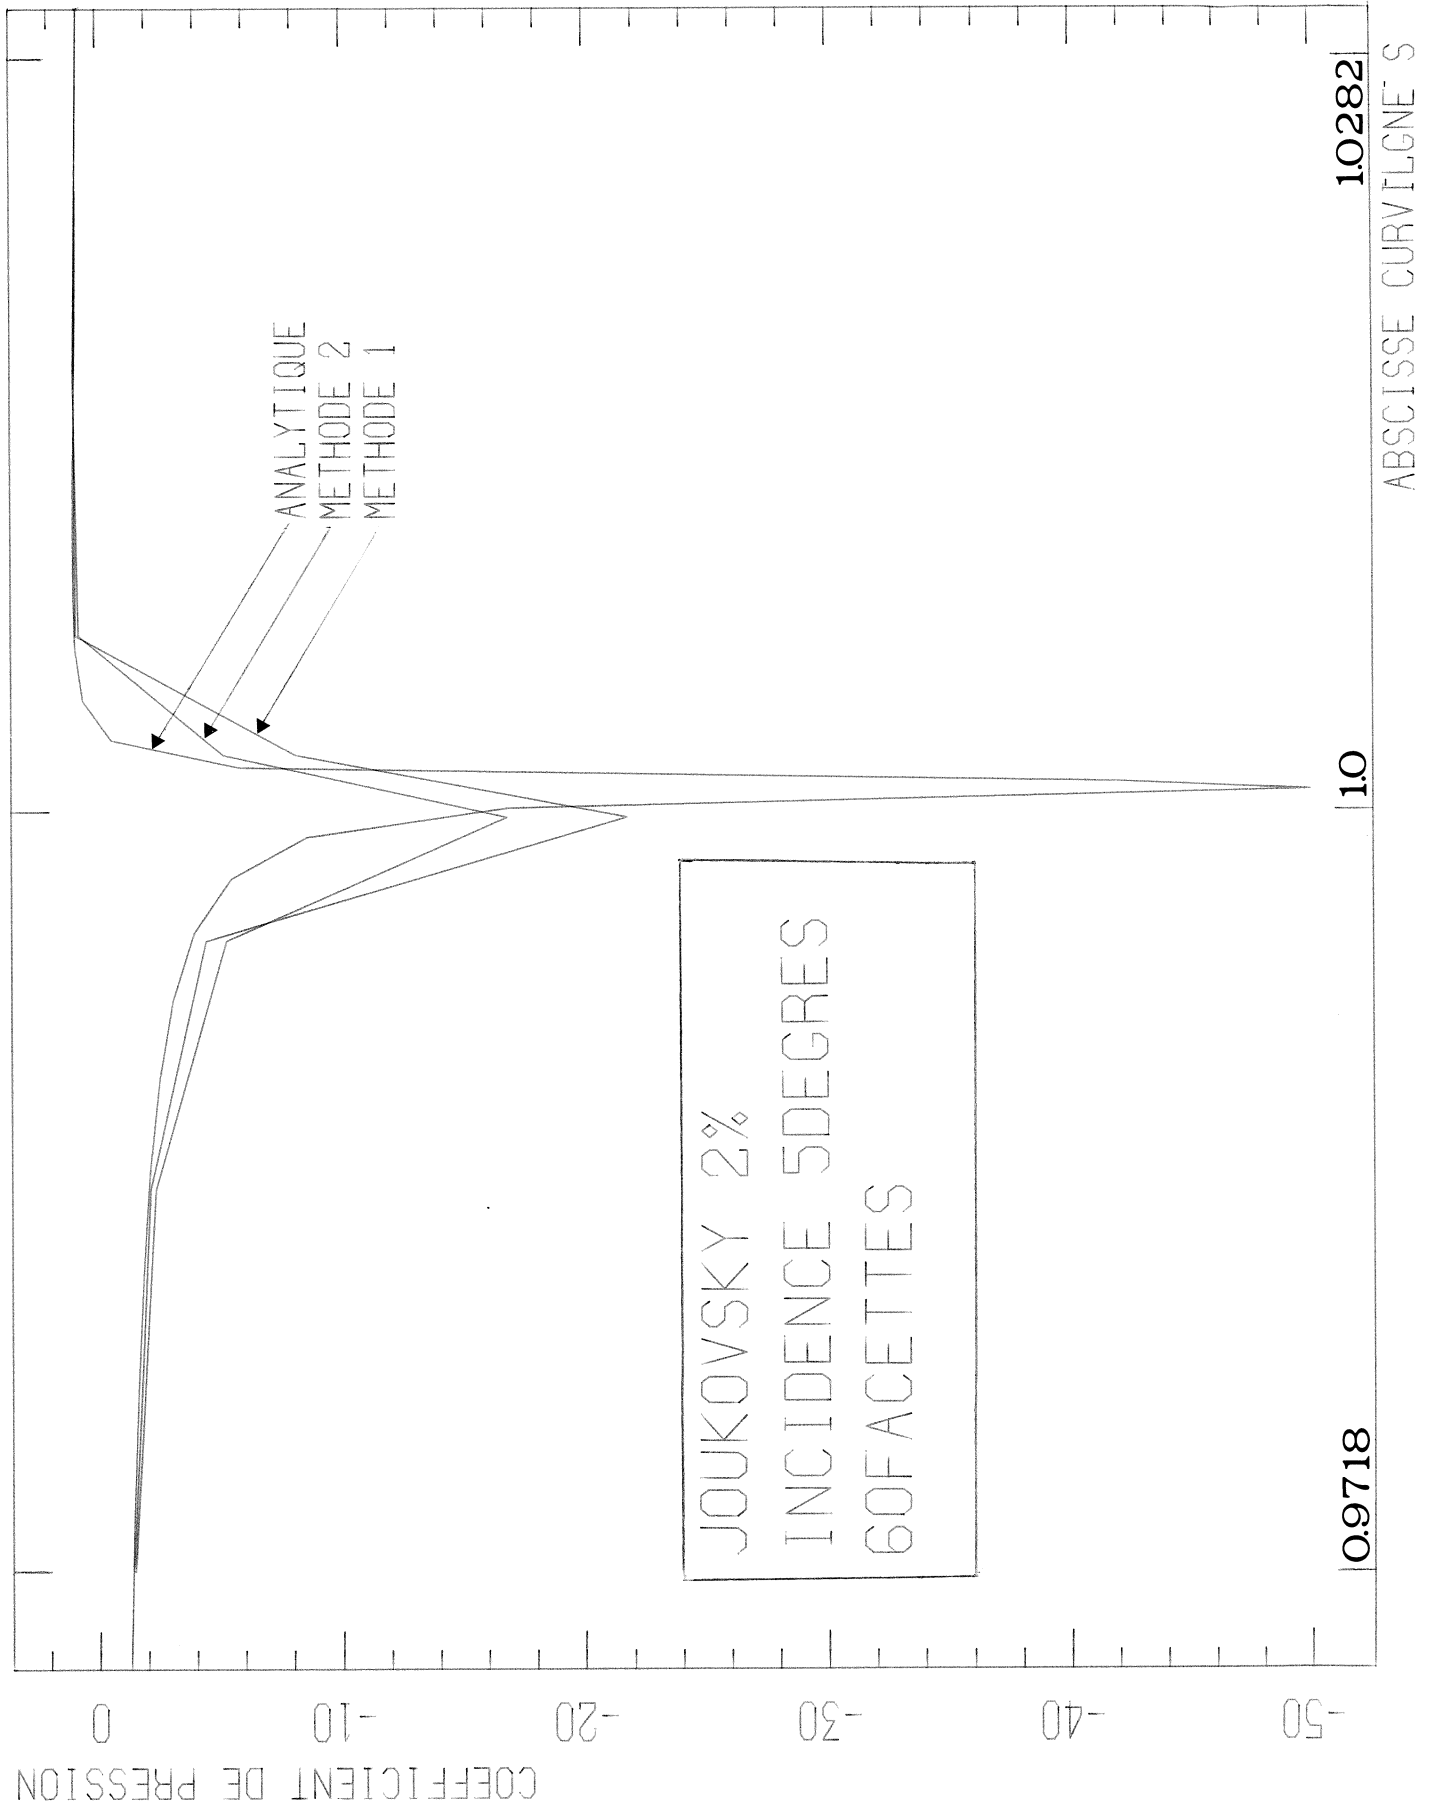 COEFFICIENT DE PRESSION
0
-10
-20
-30
-40
-50
ANALYTIQUE
METHODE 2
METHODE 1
JOUKOVSKY 2%
INCIDENCE 5DEGRES
60FACETTES
0.9718
1.0
1.0282
ABSCISSE CURVILGNE S